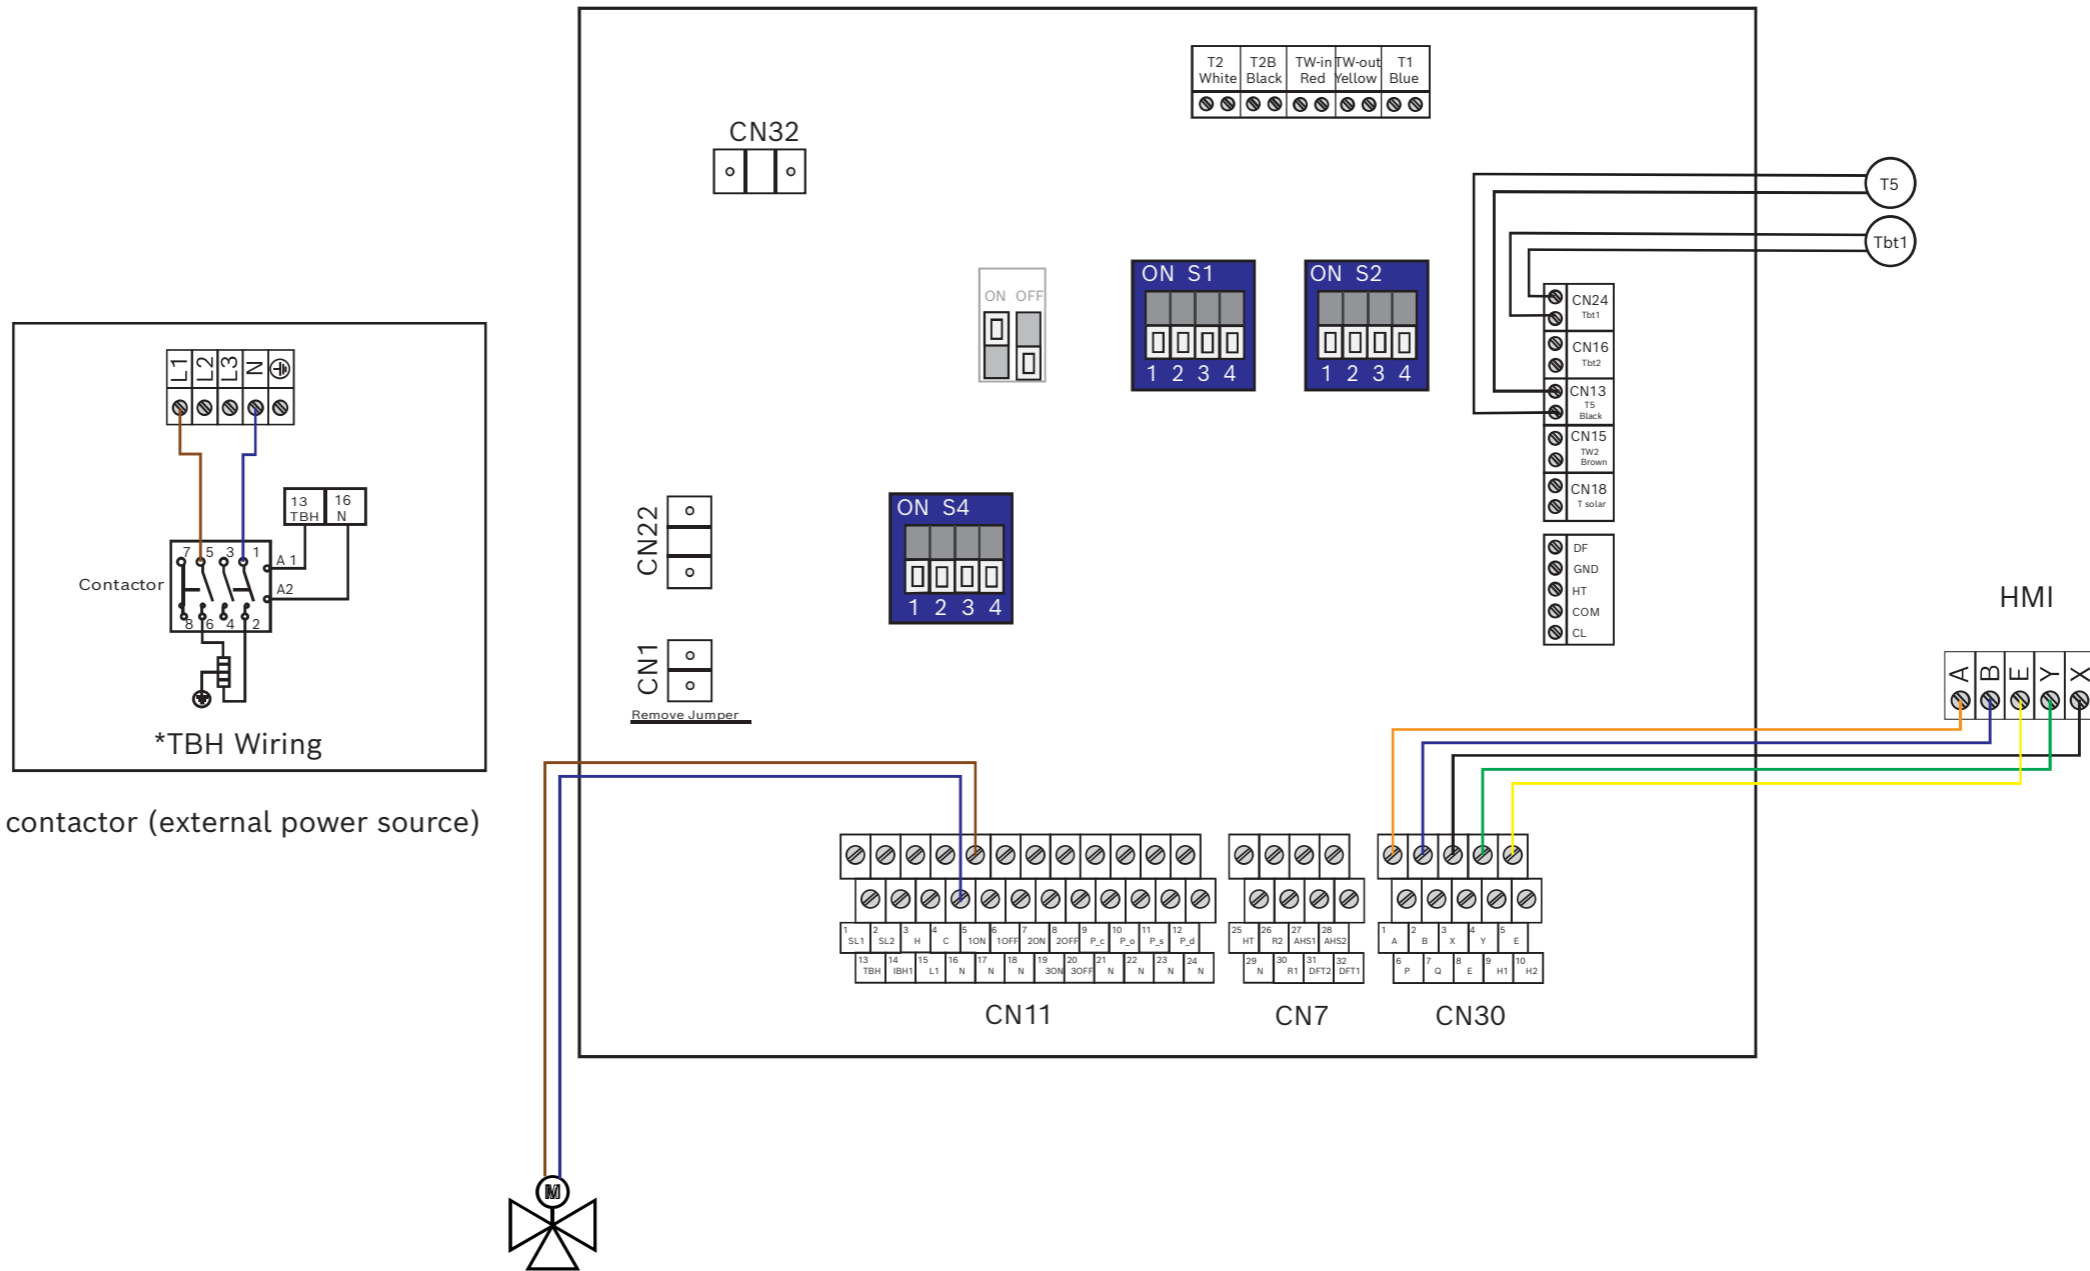 T2 T2B TW-in TW-out T1
White Black Red Yellow Blue
CN32
T5
Tbt1
ON OFF
ON S1
1 2 3 4
ON S2
1 2 3 4
CN24
Tbt1
CN16
Tbt2
CN13
T5
Black
CN15
TW2
Brown
CN18
T solar
DF
GND
HT
COM
CL
L1 L2 L3 N
13 16
TBH N
7 5 3 1
A 1
A2
Contactor
8 6 4 2
*TBH Wiring
contactor (external power source)
CN22
ON S4
1 2 3 4
CN1
Remove Jumper
HMI
A B E Y X
M
1 2 3 4 5 6 7 8 9 10 11 12
SL1 SL2 H C 1ON 1OFF 2ON 2OFF P_c P_o P_s P_d
13 14 15 16 17 18 19 20 21 22 23 24
TBH IBH1 L1 N N N 3ON 3OFF N N N N
CN11
25 26 27 28
HT R2 AHS1 AHS2
29 30 31 32
N R1 DFT2 DFT1
CN7
1 2 3 4 5
A B X Y E
6 7 8 9 10
P Q E H1 H2
CN30